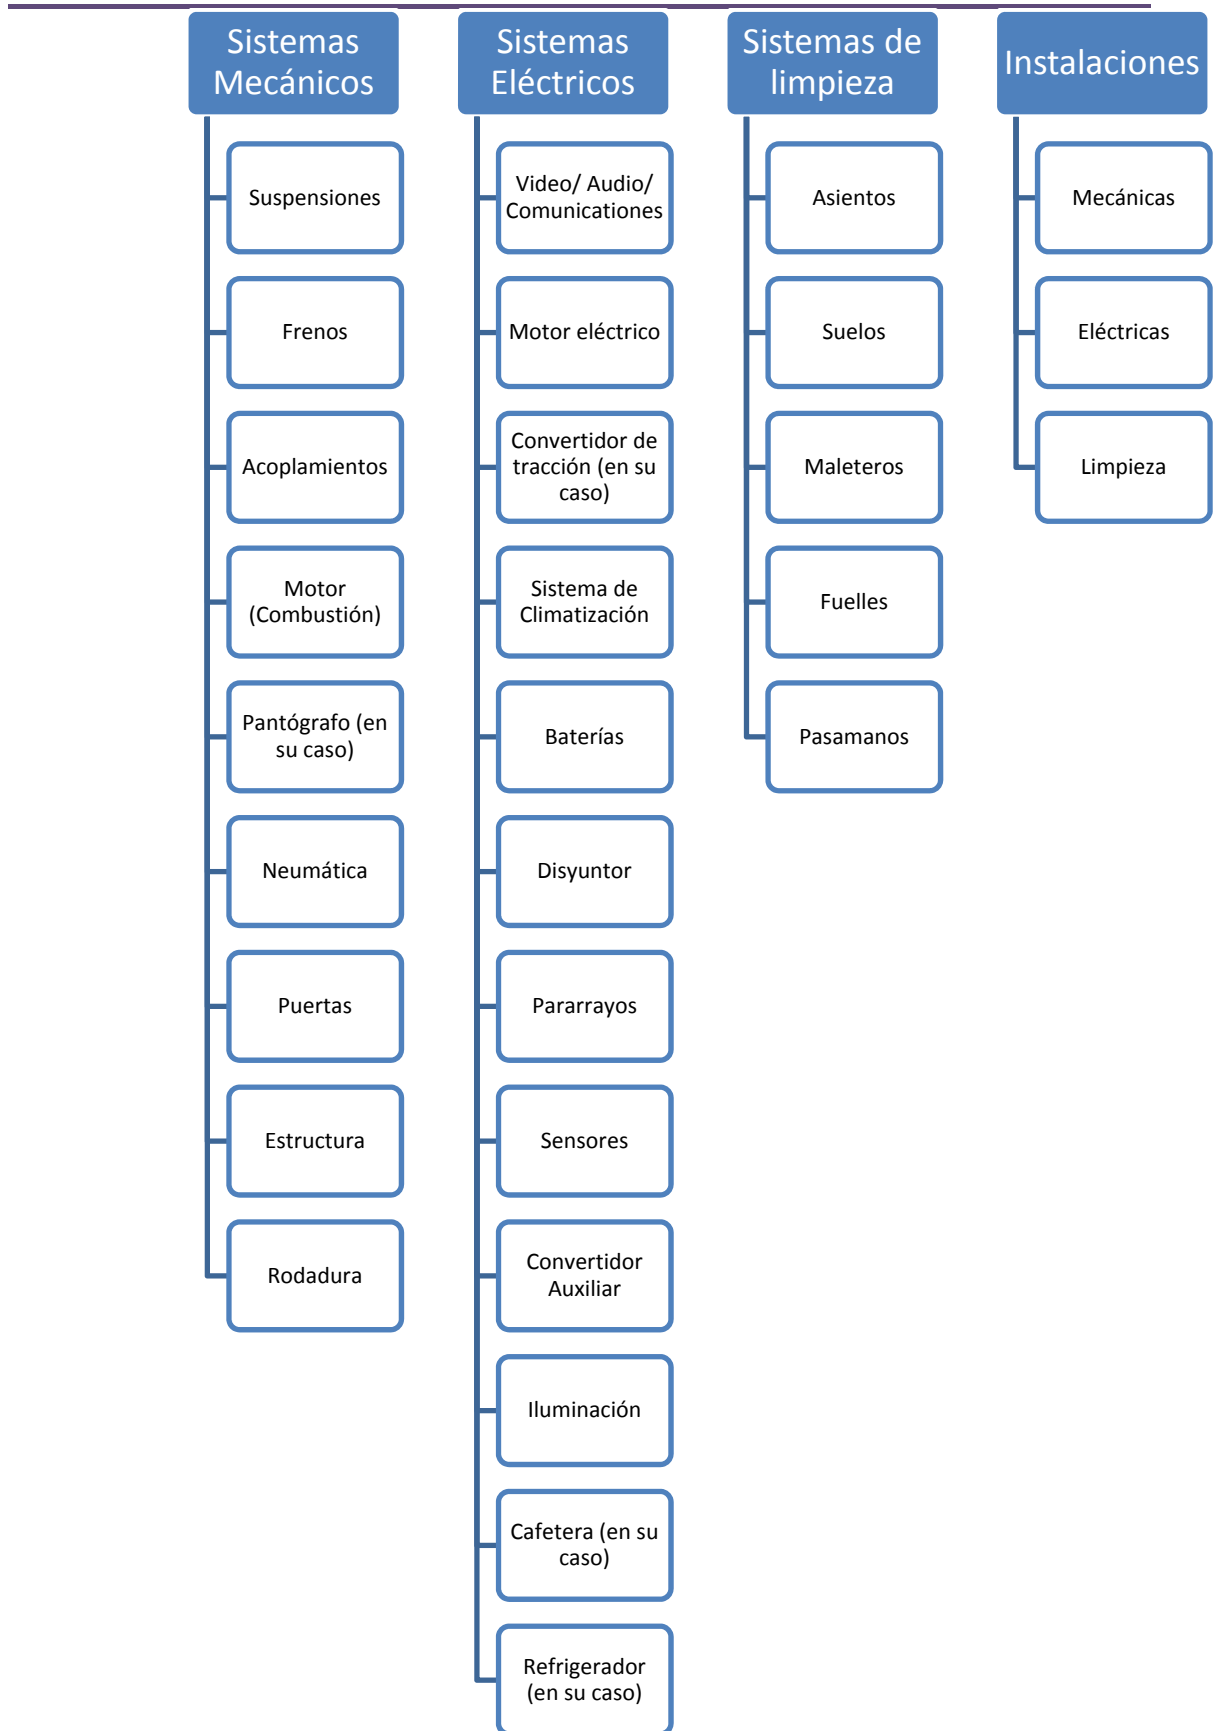 Sistemas
Mecánicos
Suspensiones
Frenos
Acoplamientos
Motor
(Combustión)
Pantógrafo (en
su caso)
Neumática
Puertas
Estructura
Rodadura
Sistemas
Eléctricos
Video/ Audio/
Comunicationes
Motor eléctrico
Convertidor de
tracción (en su
caso)
Sistema de
Climatización
Baterías
Disyuntor
Pararrayos
Sensores
Convertidor
Auxiliar
Iluminación
Cafetera (en su
caso)
Refrigerador
(en su caso)
Sistemas de
limpieza
Asientos
Suelos
Maleteros
Fuelles
Pasamanos
Instalaciones
Mecánicas
Eléctricas
Limpieza